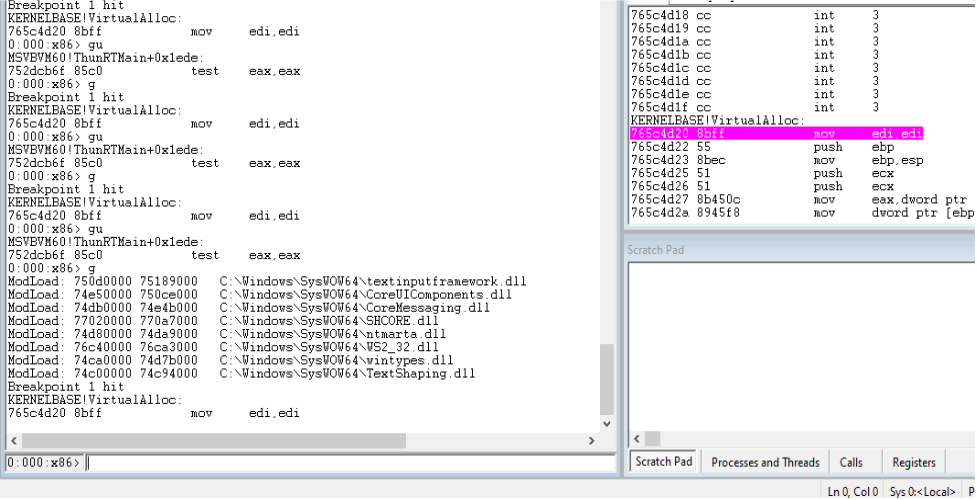 Breakpoint 1 hit
KERNELBASE!VirtualAlloc:
765c4d20 8bff mov edi,edi
0:000:x86> gu
MSVBVM60!ThunRTMain+0x1ede:
752dcb6f 85c0 test eax,eax
0:000:x86> g
Breakpoint 1 hit
KERNELBASE!VirtualAlloc:
765c4d20 8bff mov edi,edi
0:000:x86> gu
MSVBVM60!ThunRTMain+0x1ede:
752dcb6f 85c0 test eax,eax
0:000:x86> g
Breakpoint 1 hit
KERNELBASE!VirtualAlloc:
765c4d20 8bff mov edi,edi
0:000:x86> gu
MSVBVM60!ThunRTMain+0x1ede:
752dcb6f 85c0 test eax,eax
0:000:x86> g
ModLoad: 750d0000 75189000 C:\Windows\SysWOW64\textinputframework.dll
ModLoad: 74e50000 750ce000 C:\Windows\SysWOW64\CoreUIComponents.dll
ModLoad: 74db0000 74e4b000 C:\Windows\SysWOW64\CoreMessaging.dll
ModLoad: 77020000 770a7000 C:\Windows\SysWOW64\SHCORE.dll
ModLoad: 74d80000 74da9000 C:\Windows\SysWOW64\ntmarta.dll
ModLoad: 76c40000 76ca3000 C:\Windows\SysWOW64\WS2_32.dll
ModLoad: 74ca0000 74d7b000 C:\Windows\SysWOW64\wintypes.dll
ModLoad: 74c00000 74c94000 C:\Windows\SysWOW64\TextShaping.dll
Breakpoint 1 hit
KERNELBASE!VirtualAlloc:
765c4d20 8bff mov edi,edi
0:000:x86>
765c4d18 cc int 3
765c4d19 cc int 3
765c4d1a cc int 3
765c4d1b cc int 3
765c4d1c cc int 3
765c4d1d cc int 3
765c4d1e cc int 3
765c4d1f cc int 3
KERNELBASE!VirtualAlloc:
765c4d20 8bff mov edi,edi
765c4d22 55 push ebp
765c4d23 8bec mov ebp,esp
765c4d25 51 push ecx
765c4d26 51 push ecx
765c4d27 8b450c mov eax,dword ptr
765c4d2a 8945f8 mov dword ptr [ebp
Scratch Pad
Scratch Pad Processes and Threads Calls Registers
Ln 0, Col 0 Sys 0:<Local> P